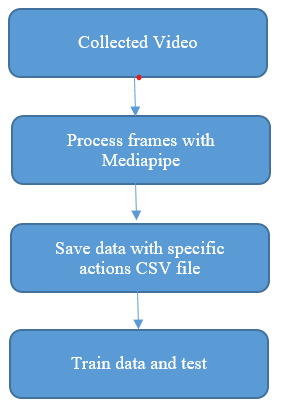 Collected Video
Process frames with
Mediapipe
Save data with specific
actions CSV file
Train data and test